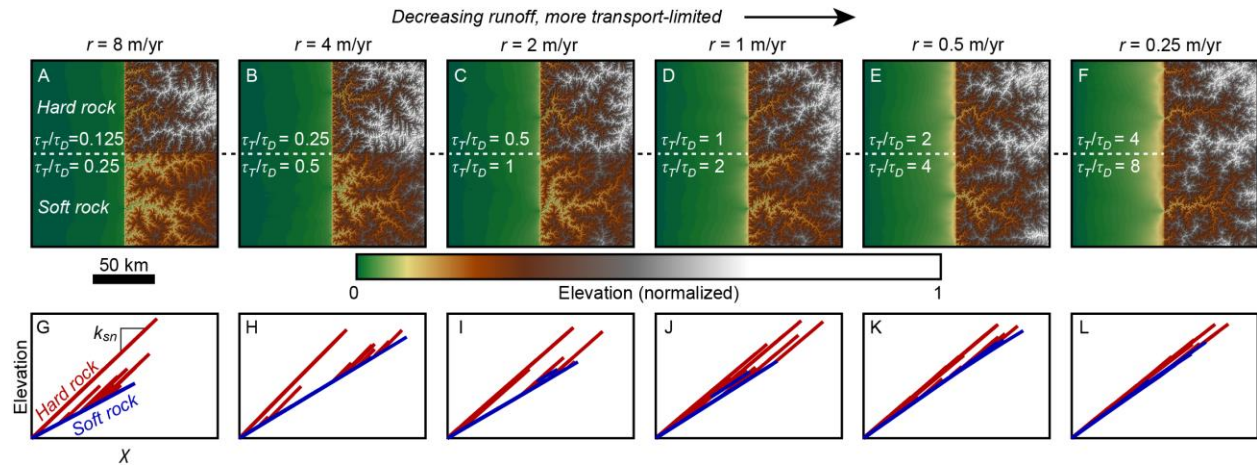 Decreasing runoff, more transport-limited
r = 8 m/yr
r = 4 m/yr
r = 2 m/yr
r = 1 m/yr
r = 0.5 m/yr
r = 0.25 m/yr
A
Hard rock
τT/τD=0.125
τT/τD= 0.25
Soft rock
B
τT/τD= 0.25
τT/τD= 0.5
C
τT/τD= 0.5
τT/τD= 1
D
τT/τD= 1
τT/τD= 2
E
τT/τD= 2
τT/τD= 4
F
τT/τD= 4
τT/τD= 8
50 km
0
Elevation (normalized)
1
G
ksn
Hard rock
Soft rock
Elevation
χ
H
I
J
K
L